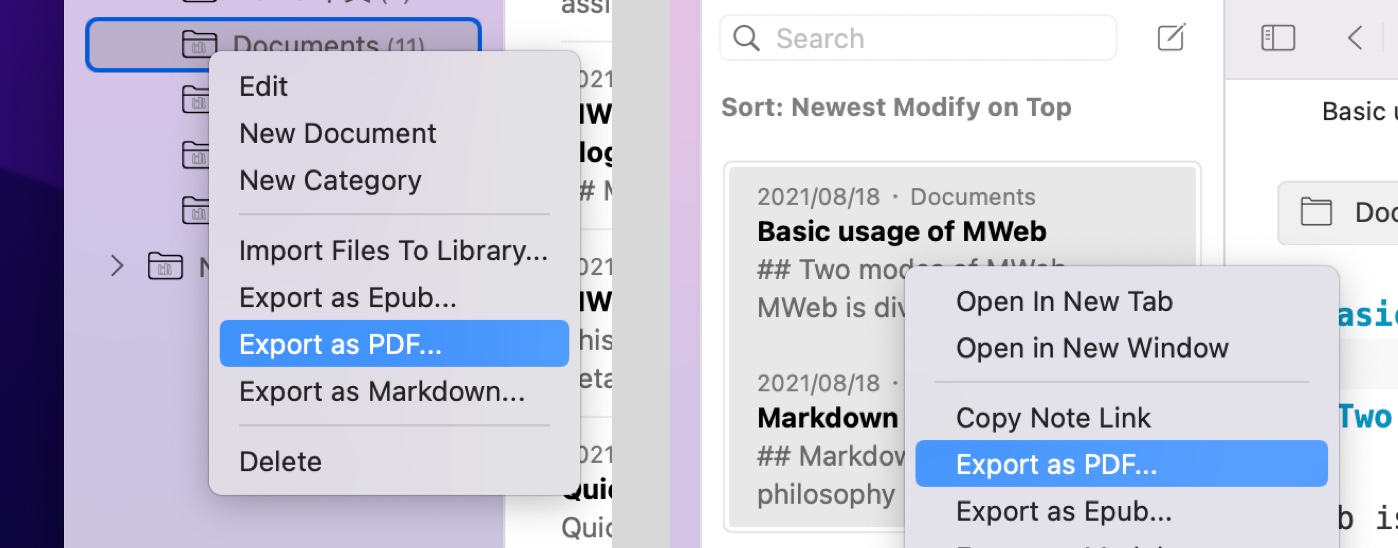 Documents (11)
Edit
New Document
New Category
Import Files To Library...
Export as Epub...
Export as PDF...
Export as Markdown...
Delete
Search
Sort: Newest Modify on Top
2021/08/18 · Documents
Basic usage of MWeb
## Two modes of MWeb
MWeb is
2021/08/18 ·
Markdown
##
philosophy
Open In New Tab
Open in New Window
Copy Note Link
Export as PDF...
Export as Epub...
Basic